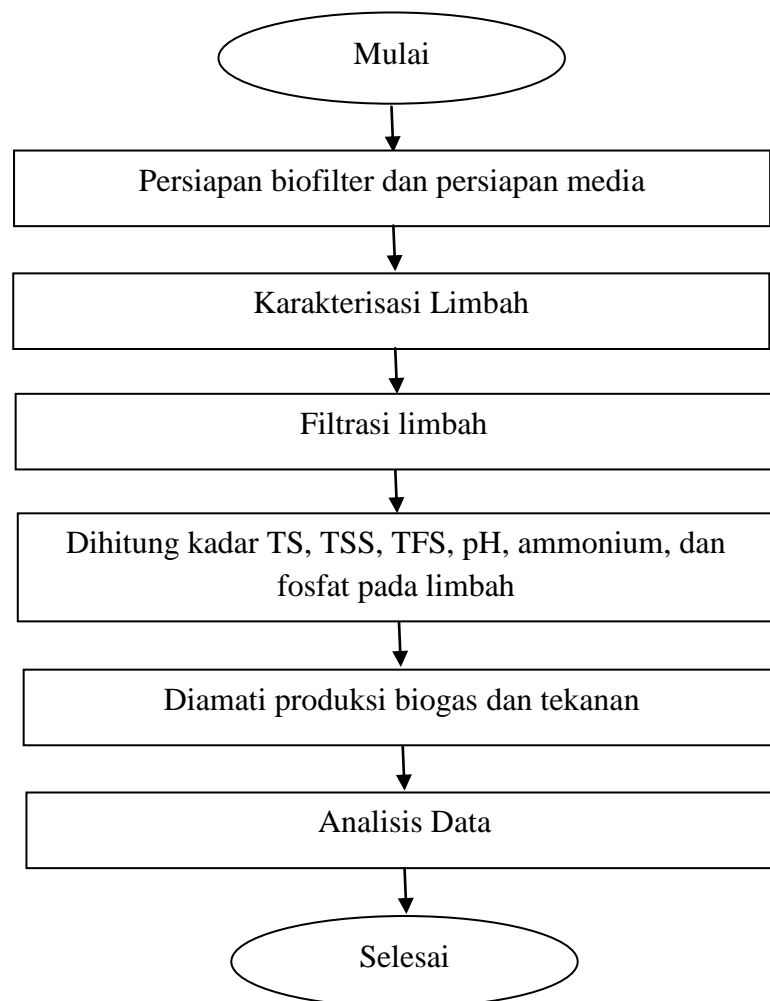 Mulai
Persiapan biofilter dan persiapan media
Karakterisasi Limbah
Filtrasi limbah
Dihitung kadar TS, TSS, TFS, pH, ammonium, dan
fosfat pada limbah
Diamati produksi biogas dan tekanan
Analisis Data
Selesai